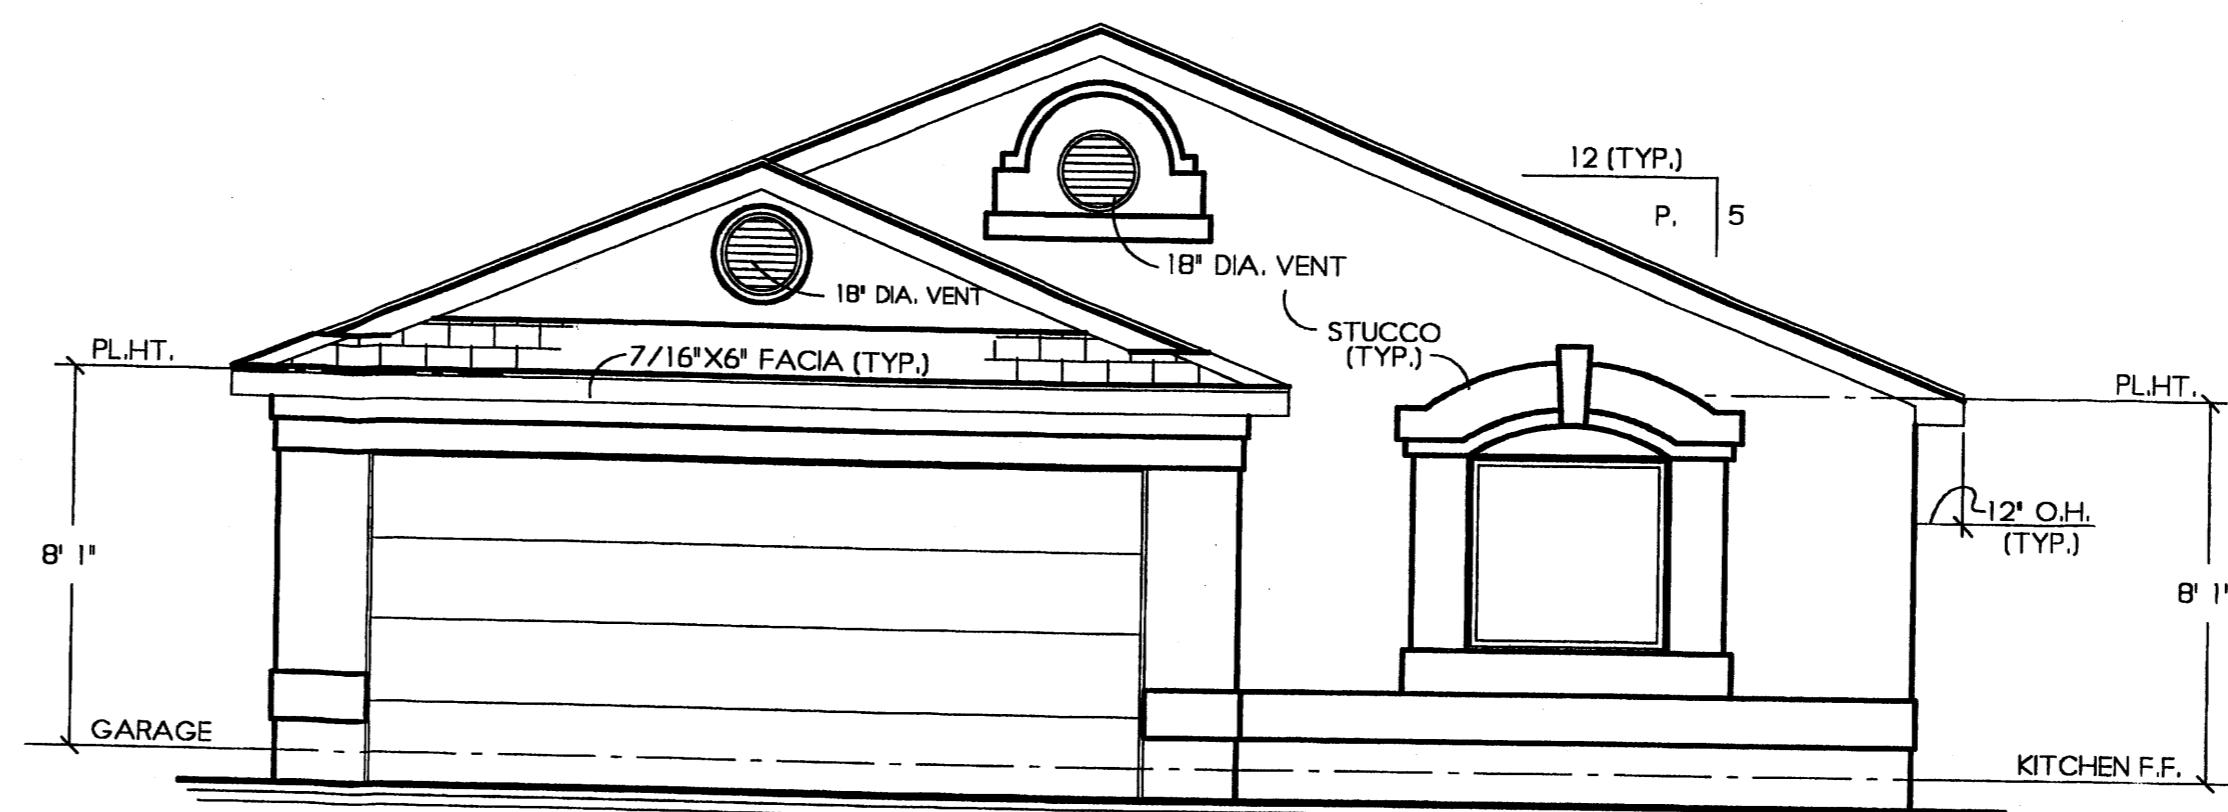 12 (TYP.)
P. 5
18" DIA. VENT
18" DIA. VENT
STUCCO
(TYP.)
PL.HT.
7/16"X6" FACIA (TYP.)
PL.HT.
12" O.H.
(TYP.)
8' 1"
8' 1"
GARAGE
KITCHEN F.F.